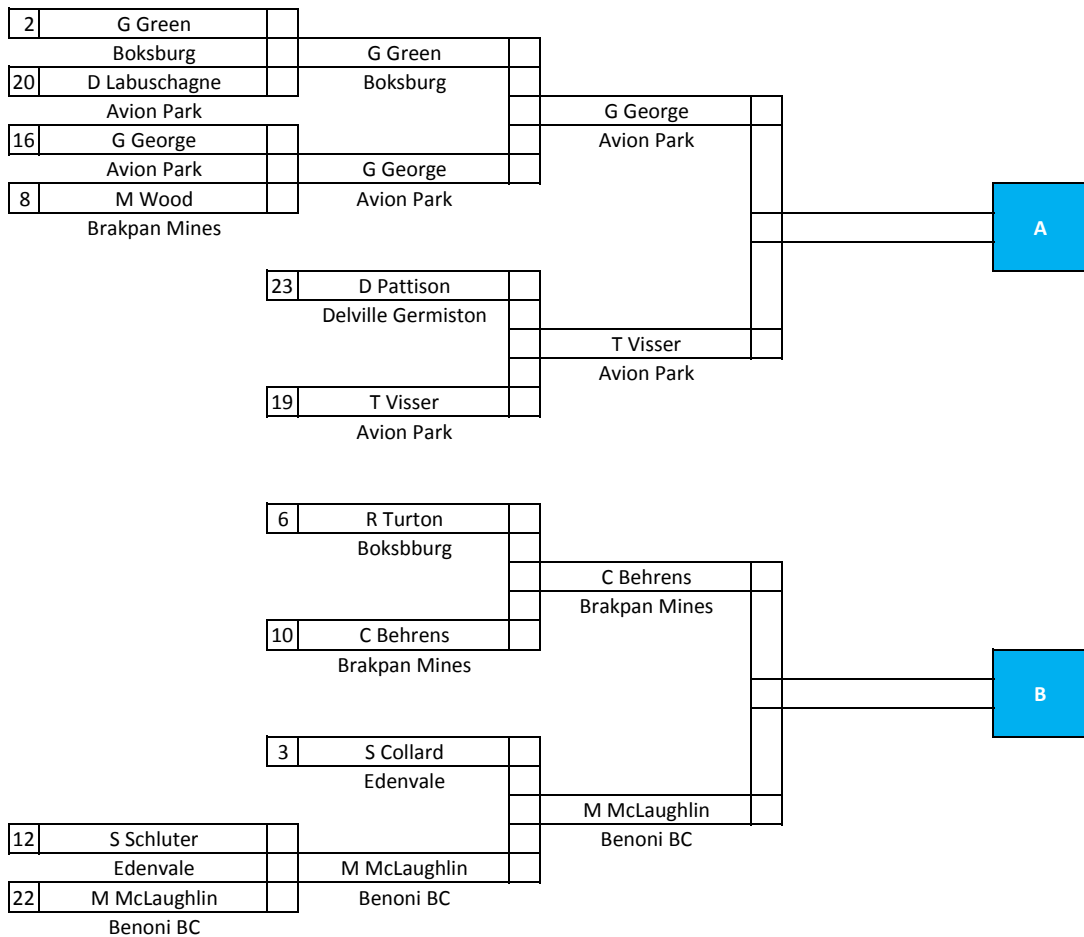 2 G Green
Boksburg G Green
20 D Labuschagne Boksburg
Avion Park G George
16 G George Avion Park
Avion Park G George
8 M Wood Avion Park
Brakpan Mines A
23 D Pattison
Delville Germiston
T Visser
Avion Park
19 T Visser
Avion Park
6 R Turton
Boksbburg
C Behrens
Brakpan Mines
10 C Behrens
Brakpan Mines
B
3 S Collard
Edenvale
M McLaughlin
12 S Schluter Benoni BC
Edenvale M McLaughlin
22 M McLaughlin Benoni BC
Benoni BC